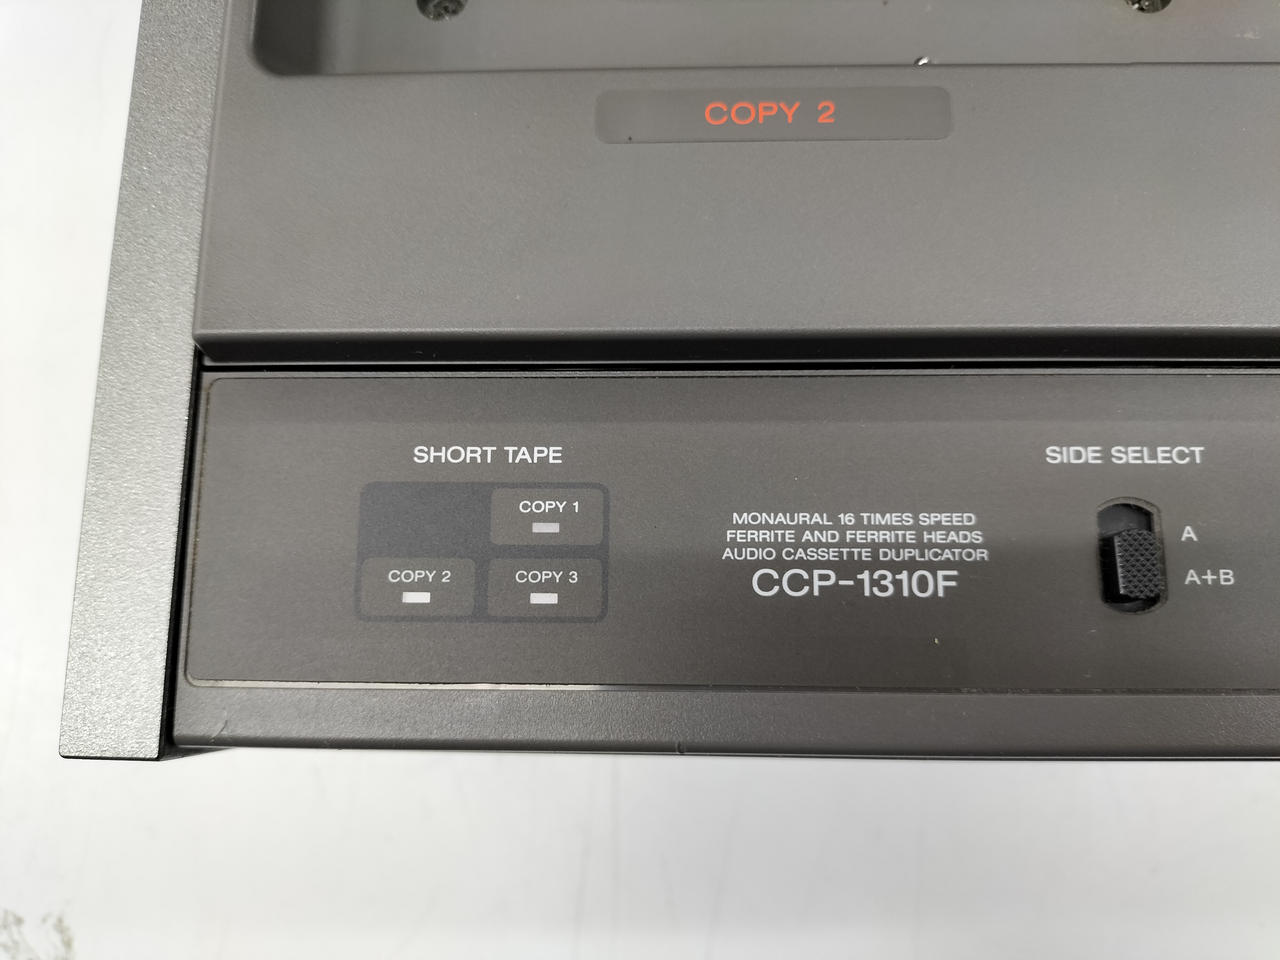 COPY 2
SHORT TAPE
COPY 1
COPY 2
COPY 3
MONAURAL 16 TIMES SPEED
FERRITE AND FERRITE HEADS
AUDIO CASSETTE DUPLICATOR
CCP-1310F
SIDE SELECT
A
A+B